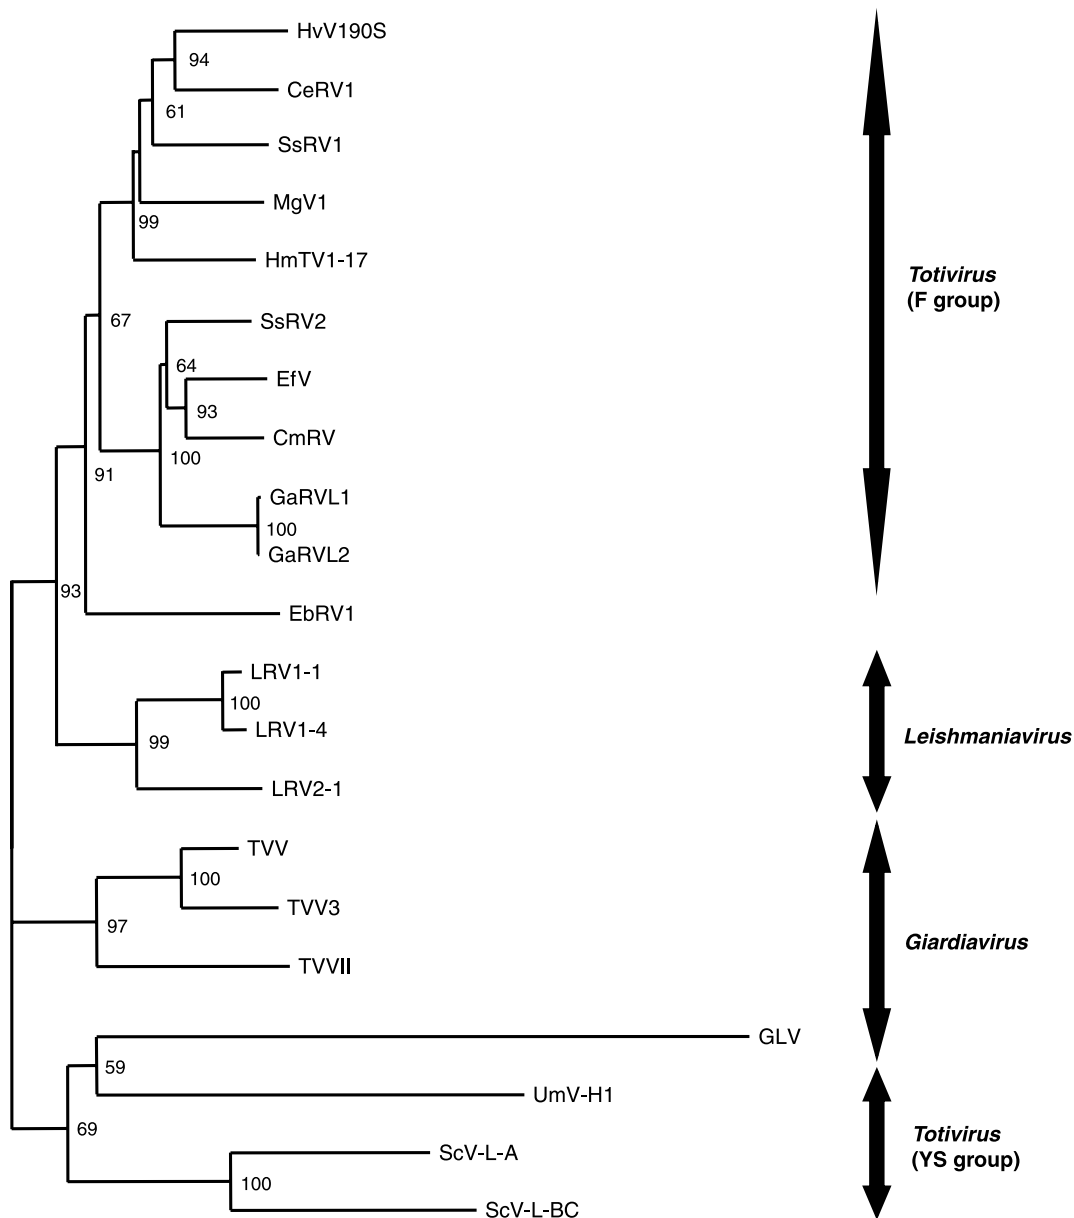 HvV190S
94
CeRV1
61
SsRV1
MgV1
99
HmTV1-17
Totivirus
(F group)
67
SsRV2
64
EfV
93
CmRV
100
91
GaRVL1
100
GaRVL2
93
EbRV1
LRV1-1
100
LRV1-4
99
Leishmaniavirus
LRV2-1
TVV
100
TVV3
97
Giardiavirus
TVVII
GLV
59
UmV-H1
69
Totivirus
(YS group)
ScV-L-A
100
ScV-L-BC